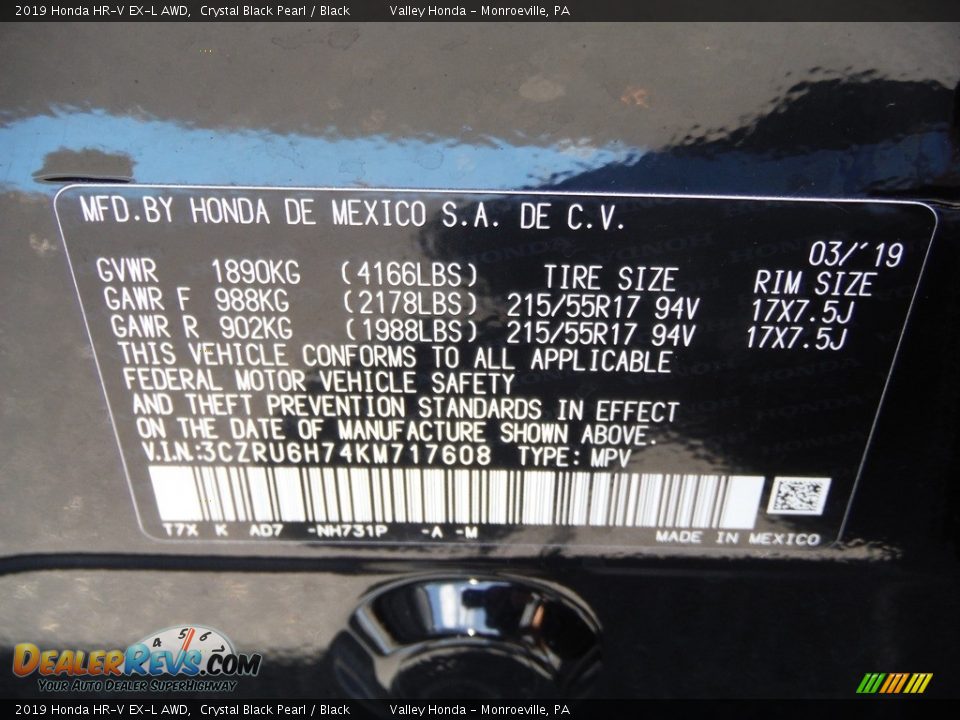 2019 Honda HR-V EX-L AWD, Crystal Black Pearl / Black Valley Honda - Monroeville, PA
MFD.BY HONDA DE MEXICO S.A. DE C.V.
03/'19
GVWR 1890KG (4166LBS) TIRE SIZE RIM SIZE
GAWR F 988KG (2178LBS) 215/55R17 94V 17X7.5J
GAWR R 902KG (1988LBS) 215/55R17 94V 17X7.5J
THIS VEHICLE CONFORMS TO ALL APPLICABLE
FEDERAL MOTOR VEHICLE SAFETY
AND THEFT PREVENTION STANDARDS IN EFFECT
ON THE DATE OF MANUFACTURE SHOWN ABOVE.
V.I.N.:3CZRU6H74KM717608 TYPE: MPV
T7X K AD7 -NH731P -A -M
MADE IN MEXICO
4 5 6
DEALERREVS.COM
YOUR AUTO DEALER SUPERHIGHWAY
2019 Honda HR-V EX-L AWD, Crystal Black Pearl / Black Valley Honda - Monroeville, PA